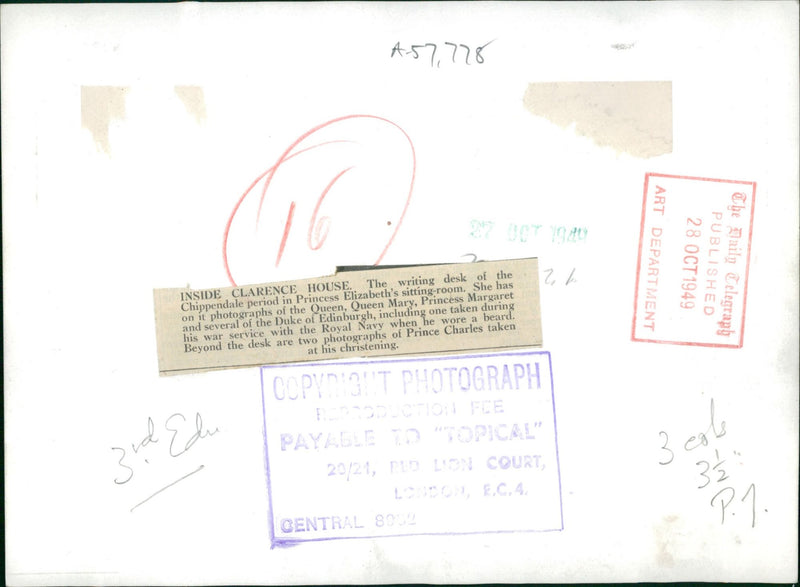 A-57,778
16
27 OCT 1949
The Daily Telegraph
PUBLISHED
28 OCT 1949
ART DEPARTMENT
INSIDE CLARENCE HOUSE. The writing desk of the
Chippendale period in Princess Elizabeth's sitting-room. She has
on it photographs of the Queen, Queen Mary, Princess Margaret
and several of the Duke of Edinburgh, including one taken during
his war service with the Royal Navy when he wore a beard.
Beyond the desk are two photographs of Prince Charles taken
at his christening.
COPYRIGHT PHOTOGRAPH
REPRODUCTION FEE
PAYABLE TO "TOPICAL"
20/21, RED LION COURT,
LONDON, E.C.4.
CENTRAL
3rd Edn
3 cols
3½"
P.